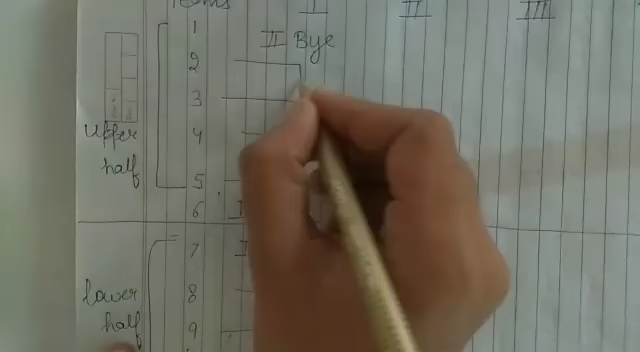 I II III
1
II Bye
2
3
upper 4
half 5
6
7
Lower 8
half 9